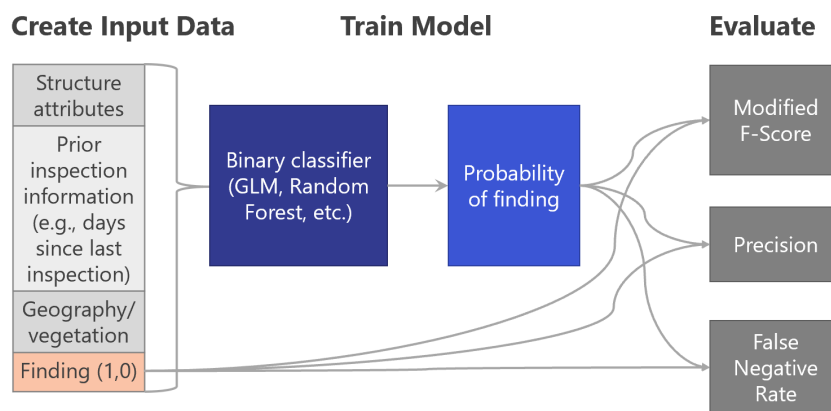 Create Input Data
Train Model
Evaluate
Structure
attributes
Prior
inspection
information
(e.g., days
since last
inspection)
Geography/
vegetation
Finding (1,0)
Binary classifier
(GLM, Random
Forest, etc.)
Probability
of finding
Modified
F-Score
Precision
False
Negative
Rate